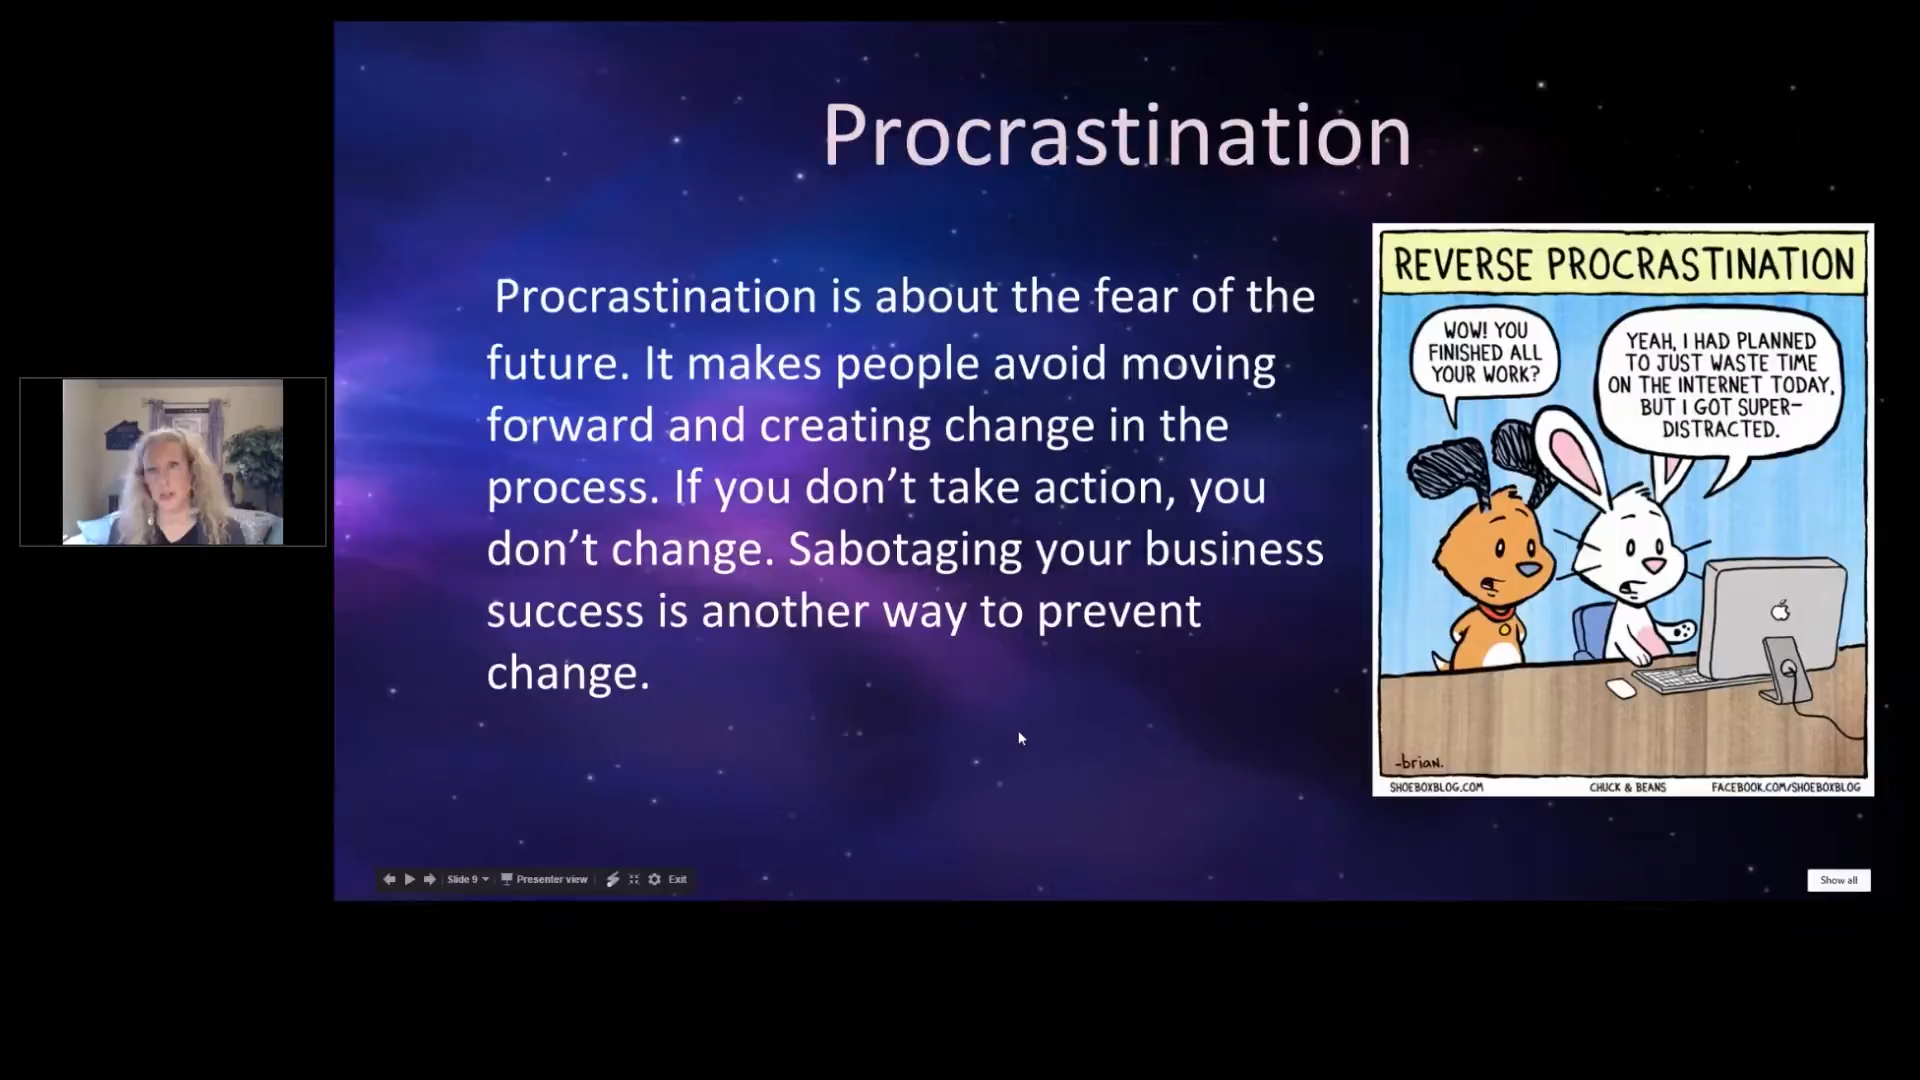 Procrastination
Procrastination is about the fear of the
future. It makes people avoid moving
forward and creating change in the
process. If you don’t take action, you
don’t change. Sabotaging your business
success is another way to prevent
change.
REVERSE PROCRASTINATION
WOW! YOU
FINISHED ALL
YOUR WORK?
YEAH, I HAD PLANNED
TO JUST WASTE TIME
ON THE INTERNET TODAY,
BUT I GOT SUPER-
DISTRACTED.
-brian.
SHOEBOXBLOG.COM
CHUCK & BEANS
FACEBOOK.COM/SHOEBOXBLOG
Slide 9
Presenter view
Exit
Show all